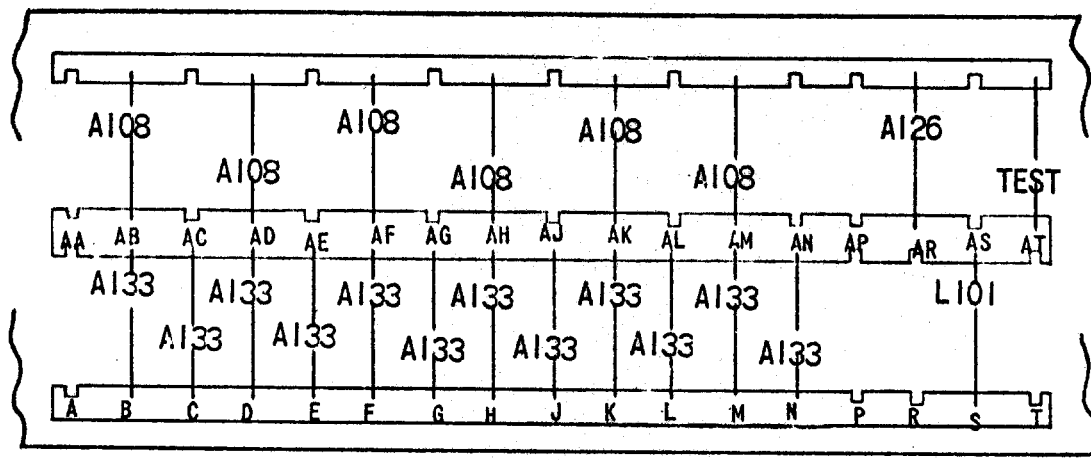 A108 A108 A108 A126
A108 A108 A108 TEST
AA AB AC AD AE AF AG AH AJ AK AL AM AN AP AR AS AT
A133 A133 A133 A133 A133 A133 L101
A133 A133 A133 A133 A133 A133
A B C D E F G H J K L M N P R S T